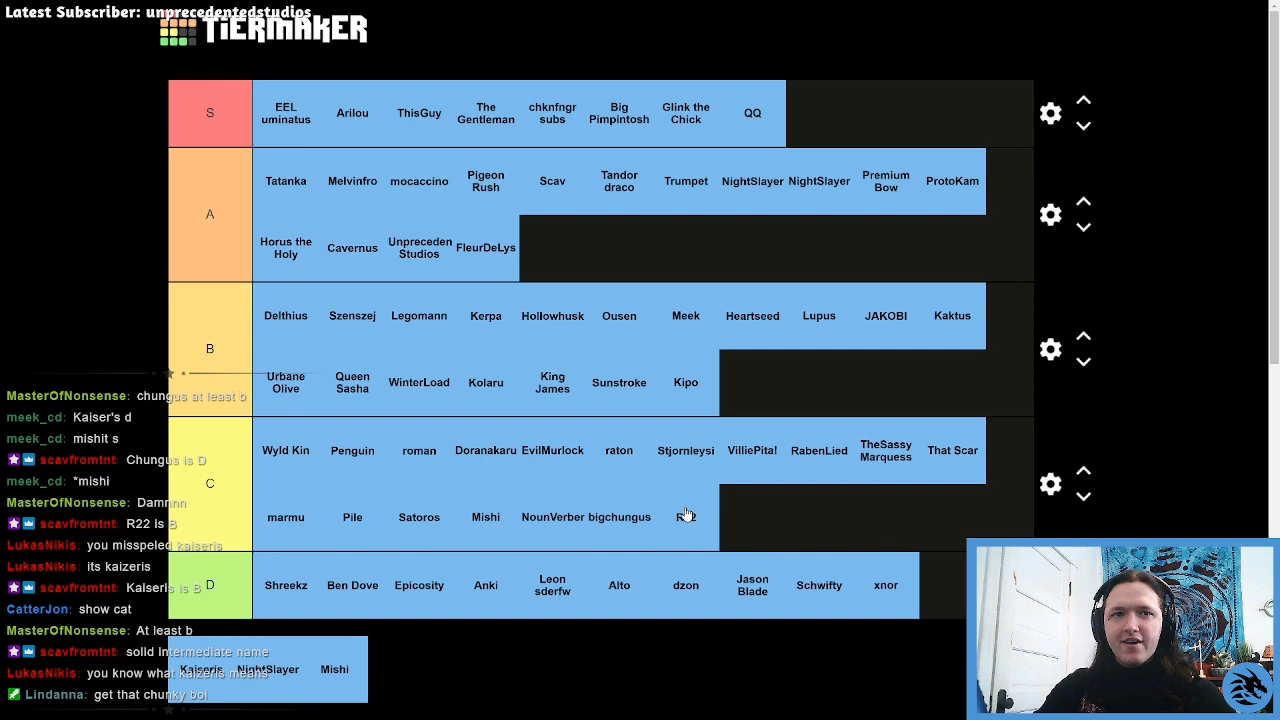 Latest Subscriber: unprecedentedstudios
TIERMAKER
S
EEL uminatus
Arilou
ThisGuy
The Gentleman
chknfngr subs
Big Pimpintosh
Glink the Chick
QQ
A
Tatanka
Melvinfro
mocaccino
Pigeon Rush
Scav
Tandor draco
Trumpet
NightSlayer
NightSlayer
Premium Bow
ProtoKam
Horus the Holy
Cavernus
Unpreceden Studios
FleurDeLys
B
Delthius
Szenszej
Legomann
Kerpa
Hollowhusk
Ousen
Meek
Heartseed
Lupus
JAKOBI
Kaktus
Urbane Olive
Queen Sasha
WinterLoad
Kolaru
King James
Sunstroke
Kipo
C
Wyld Kin
Penguin
roman
Doranakaru
EvilMurlock
raton
Stjornleysi
VilliePita!
RabenLied
TheSassy Marquess
That Scar
marmu
Pile
Satoros
Mishi
NounVerber
bigchungus
R22
D
Shreekz
Ben Dove
Epicosity
Anki
Leon sderfw
Alto
dzon
Jason Blade
Schwifty
xnor
Kaiseris
NightSlayer
Mishi
MasterOfNonsense: chungus at least b
meek_cd: Kaiser's d
meek_cd: mishit s
scavfromtnt: Chungus is D
meek_cd: *mishi
MasterOfNonsense: Damnnn
scavfromtnt: R22 Is B
LukasNikis: you misspeled kaiseris
LukasNikis: its kaizeris
scavfromtnt: Kaiseris is B
CatterJon: show cat
MasterOfNonsense: At least b
scavfromtnt: solid Intermediate name
LukasNikis: you know what kaizeris means
Lindanna: get that chunky boi